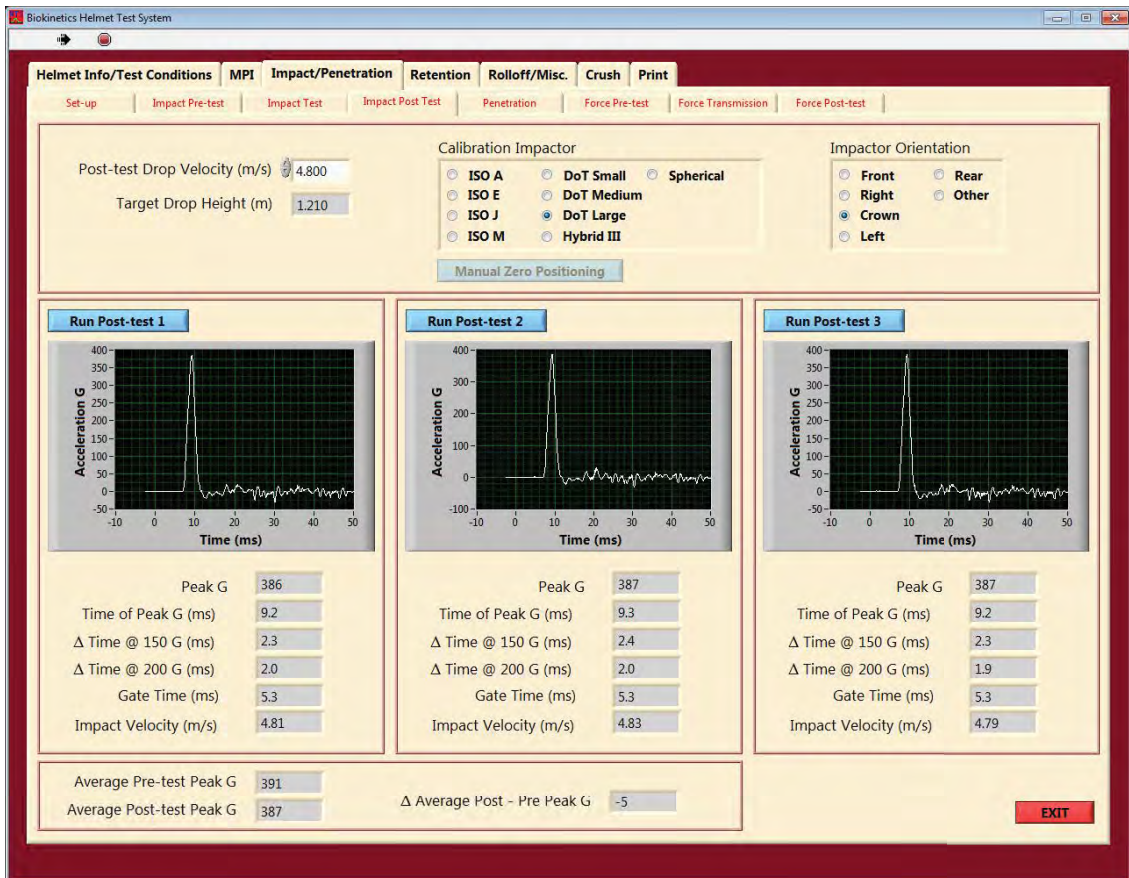 Biokinetics Helmet Test System
Helmet Info/Test Conditions MPI Impact/Penetration Retention Rolloff/Misc. Crush Print
Set-up Impact Pre-test Impact Test Impact Post Test Penetration Force Pre-test Force Transmission Force Post-test
Post-test Drop Velocity (m/s) 4.800
Target Drop Height (m) 1.210
Calibration Impactor
ISO A DoT Small Spherical
ISO E DoT Medium
ISO J DoT Large
ISO M Hybrid III
Manual Zero Positioning
Impactor Orientation
Front Rear
Right Other
Crown
Left
Run Post-test 1
Acceleration G
400
350
300
250
200
150
100
50
0
-50
-10 0 10 20 30 40 50
Time (ms)
Peak G 386
Time of Peak G (ms) 9.2
Δ Time @ 150 G (ms) 2.3
Δ Time @ 200 G (ms) 2.0
Gate Time (ms) 5.3
Impact Velocity (m/s) 4.81
Run Post-test 2
Acceleration G
400
300
200
100
0
-100
-10 0 10 20 30 40 50
Time (ms)
Peak G 387
Time of Peak G (ms) 9.3
Δ Time @ 150 G (ms) 2.4
Δ Time @ 200 G (ms) 2.0
Gate Time (ms) 5.3
Impact Velocity (m/s) 4.83
Run Post-test 3
Acceleration G
400
350
300
250
200
150
100
50
0
-50
-10 0 10 20 30 40 50
Time (ms)
Peak G 387
Time of Peak G (ms) 9.2
Δ Time @ 150 G (ms) 2.3
Δ Time @ 200 G (ms) 1.9
Gate Time (ms) 5.3
Impact Velocity (m/s) 4.79
Average Pre-test Peak G 391
Average Post-test Peak G 387
Δ Average Post - Pre Peak G -5
EXIT